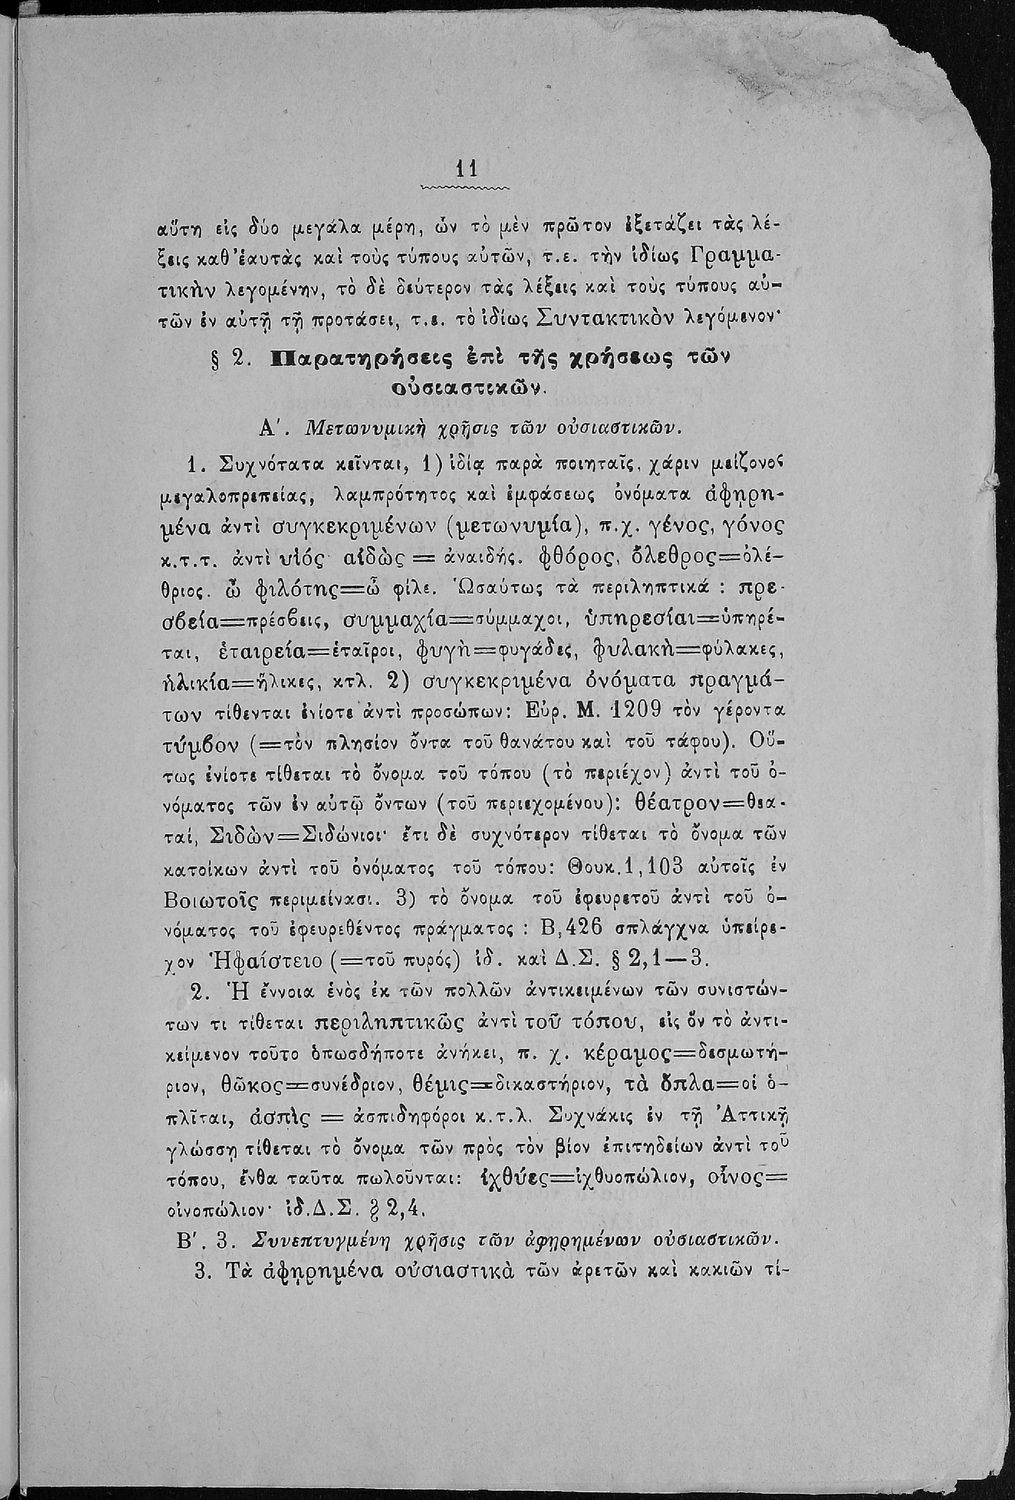 11
αὕτη εἰς δύο μεγάλα μέρη, ὧν τὸ μὲν πρῶτον ἐξετάζει τὰς λέ-
ξεις καθ' ἑαυτὰς καὶ τοὺς τύπους αὐτῶν, τ.ε. τὴν ἰδίως Γραμμα-
τικὴν λεγομένην, τὸ δὲ δεύτερον τὰς λέξεις καὶ τοὺς τύπους αὐ-
τῶν ἐν αὐτῇ τῇ προτάσει, τ.ε. τὸ ἰδίως Συντακτικὸν λεγόμενον·
§ 2. Παρατηρήσεις ἐπὶ τῆς χρήσεως τῶν
οὐσιαστικῶν.
Α'. Μετωνυμικὴ χρῆσις τῶν οὐσιαστικῶν.
1. Συχνότατα κεῖνται, 1) ἰδίᾳ παρὰ ποιηταῖς, χάριν μείζονος
μεγαλοπρεπείας, λαμπρότητος καὶ ἐμφάσεως ὀνόματα ἀφῃρη-
μένα ἀντὶ συγκεκριμένων (μετωνυμία), π.χ. γένος, γόνος
κ.τ.τ. ἀντὶ υἱός· αἰδὼς = ἀναιδής. φθόρος, ὄλεθρος=ὀλέ-
θριος. ὦ φιλότης=ὦ φίλε. Ὡσαύτως τὰ περιληπτικά : πρε-
σβεία=πρέσβεις, συμμαχία=σύμμαχοι, ὑπηρεσίαι=ὑπηρέ-
ται, ἑταιρεία=ἑταῖροι, φυγὴ=φυγάδες, φυλακὴ=φύλακες,
ἡλικία=ἥλικες, κτλ. 2) συγκεκριμένα ὀνόματα πραγμά-
των τίθενται ἐνίοτε ἀντὶ προσώπων: Εὐρ. Μ. 1209 τὸν γέροντα
τύμβον (=τὸν πλησίον ὄντα τοῦ θανάτου καὶ τοῦ τάφου). Οὕ-
τως ἐνίοτε τίθεται τὸ ὄνομα τοῦ τόπου (τὸ περιέχον) ἀντὶ τοῦ ὀ-
νόματος τῶν ἐν αὐτῷ ὄντων (τοῦ περιεχομένου): θέατρον=θεα-
ταί, Σιδὼν=Σιδώνιοι· ἔτι δὲ συχνότερον τίθεται τὸ ὄνομα τῶν
κατοίκων ἀντὶ τοῦ ὀνόματος τοῦ τόπου: Θουκ.1,103 αὐτοῖς ἐν
Βοιωτοῖς περιμείνασι. 3) τὸ ὄνομα τοῦ ἐφευρετοῦ ἀντὶ τοῦ ὀ-
νόματος τοῦ ἐφευρεθέντος πράγματος : Β,426 σπλάγχνα ὑπείρε-
χον Ἡφαίστειο (=τοῦ πυρός) ἰδ. καὶ Δ.Σ. § 2,1—3.
2. Ἡ ἔννοια ἑνὸς ἐκ τῶν πολλῶν ἀντικειμένων τῶν συνιστών-
των τι τίθεται περιληπτικῶς ἀντὶ τοῦ τόπου, εἰς ὃν τὸ ἀντι-
κείμενον τοῦτο ὁπωσδήποτε ἀνήκει, π. χ. κέραμος=δεσμωτή-
ριον, θῶκος=συνέδριον, θέμις=δικαστήριον, τὰ ὅπλα=οἱ ὁ-
πλῖται, ἀσπὶς = ἀσπιδηφόροι κ.τ.λ. Συχνάκις ἐν τῇ Ἀττικῇ
γλώσσῃ τίθεται τὸ ὄνομα τῶν πρὸς τὸν βίον ἐπιτηδείων ἀντὶ τοῦ
τόπου, ἔνθα ταῦτα πωλοῦνται: ἰχθύες=ἰχθυοπώλιον, οἶνος=
οἰνοπώλιον· ἰδ.Δ.Σ. § 2,4.
Β'. 3. Συνεπτυγμένη χρῆσις τῶν ἀφῃρημένων οὐσιαστικῶν.
3. Τὰ ἀφῃρημένα οὐσιαστικὰ τῶν ἀρετῶν καὶ κακιῶν τί-